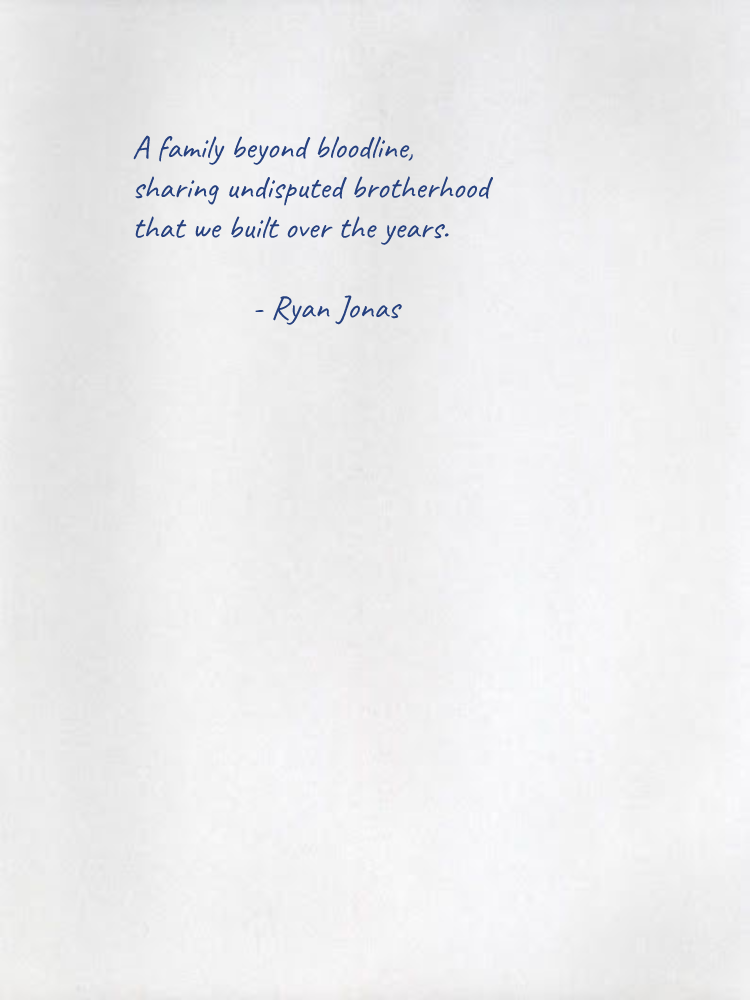 A family beyond bloodline,
sharing undisputed brotherhood
that we built over the years.
- Ryan Jonas